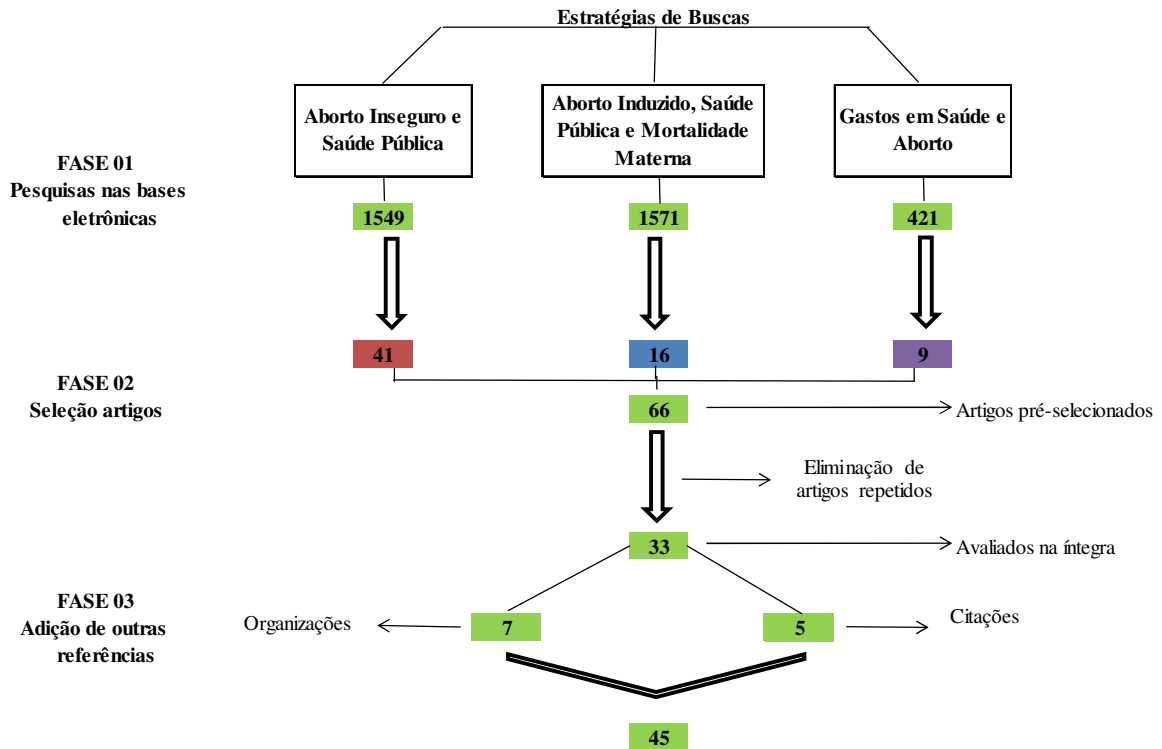 Estratégias de Buscas
Aborto Inseguro e
Saúde Pública
Aborto Induzido, Saúde
Pública e Mortalidade
Materna
Gastos em Saúde e
Aborto
FASE 01
Pesquisas nas bases
eletrônicas
1549
1571
421
41
16
9
FASE 02
Seleção artigos
66
Artigos pré-selecionados
Eliminação de
artigos repetidos
33
Avaliados na íntegra
FASE 03
Adição de outras
referências
Organizações
7
5
Citações
45